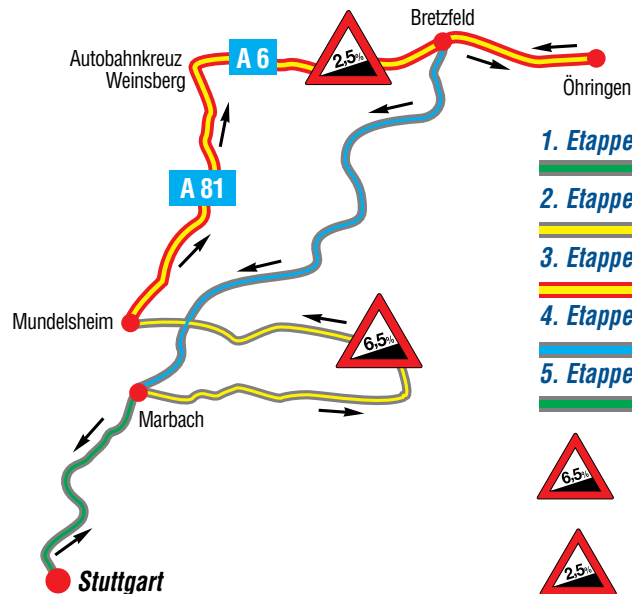 Bretzfeld
Autobahnkreuz
Weinsberg
A 6
2,5%
Öhringen
1. Etappe
A 81
2. Etappe
3. Etappe
4. Etappe
Mundelsheim
6,5%
5. Etappe
Marbach
6,5%
2,5%
Stuttgart